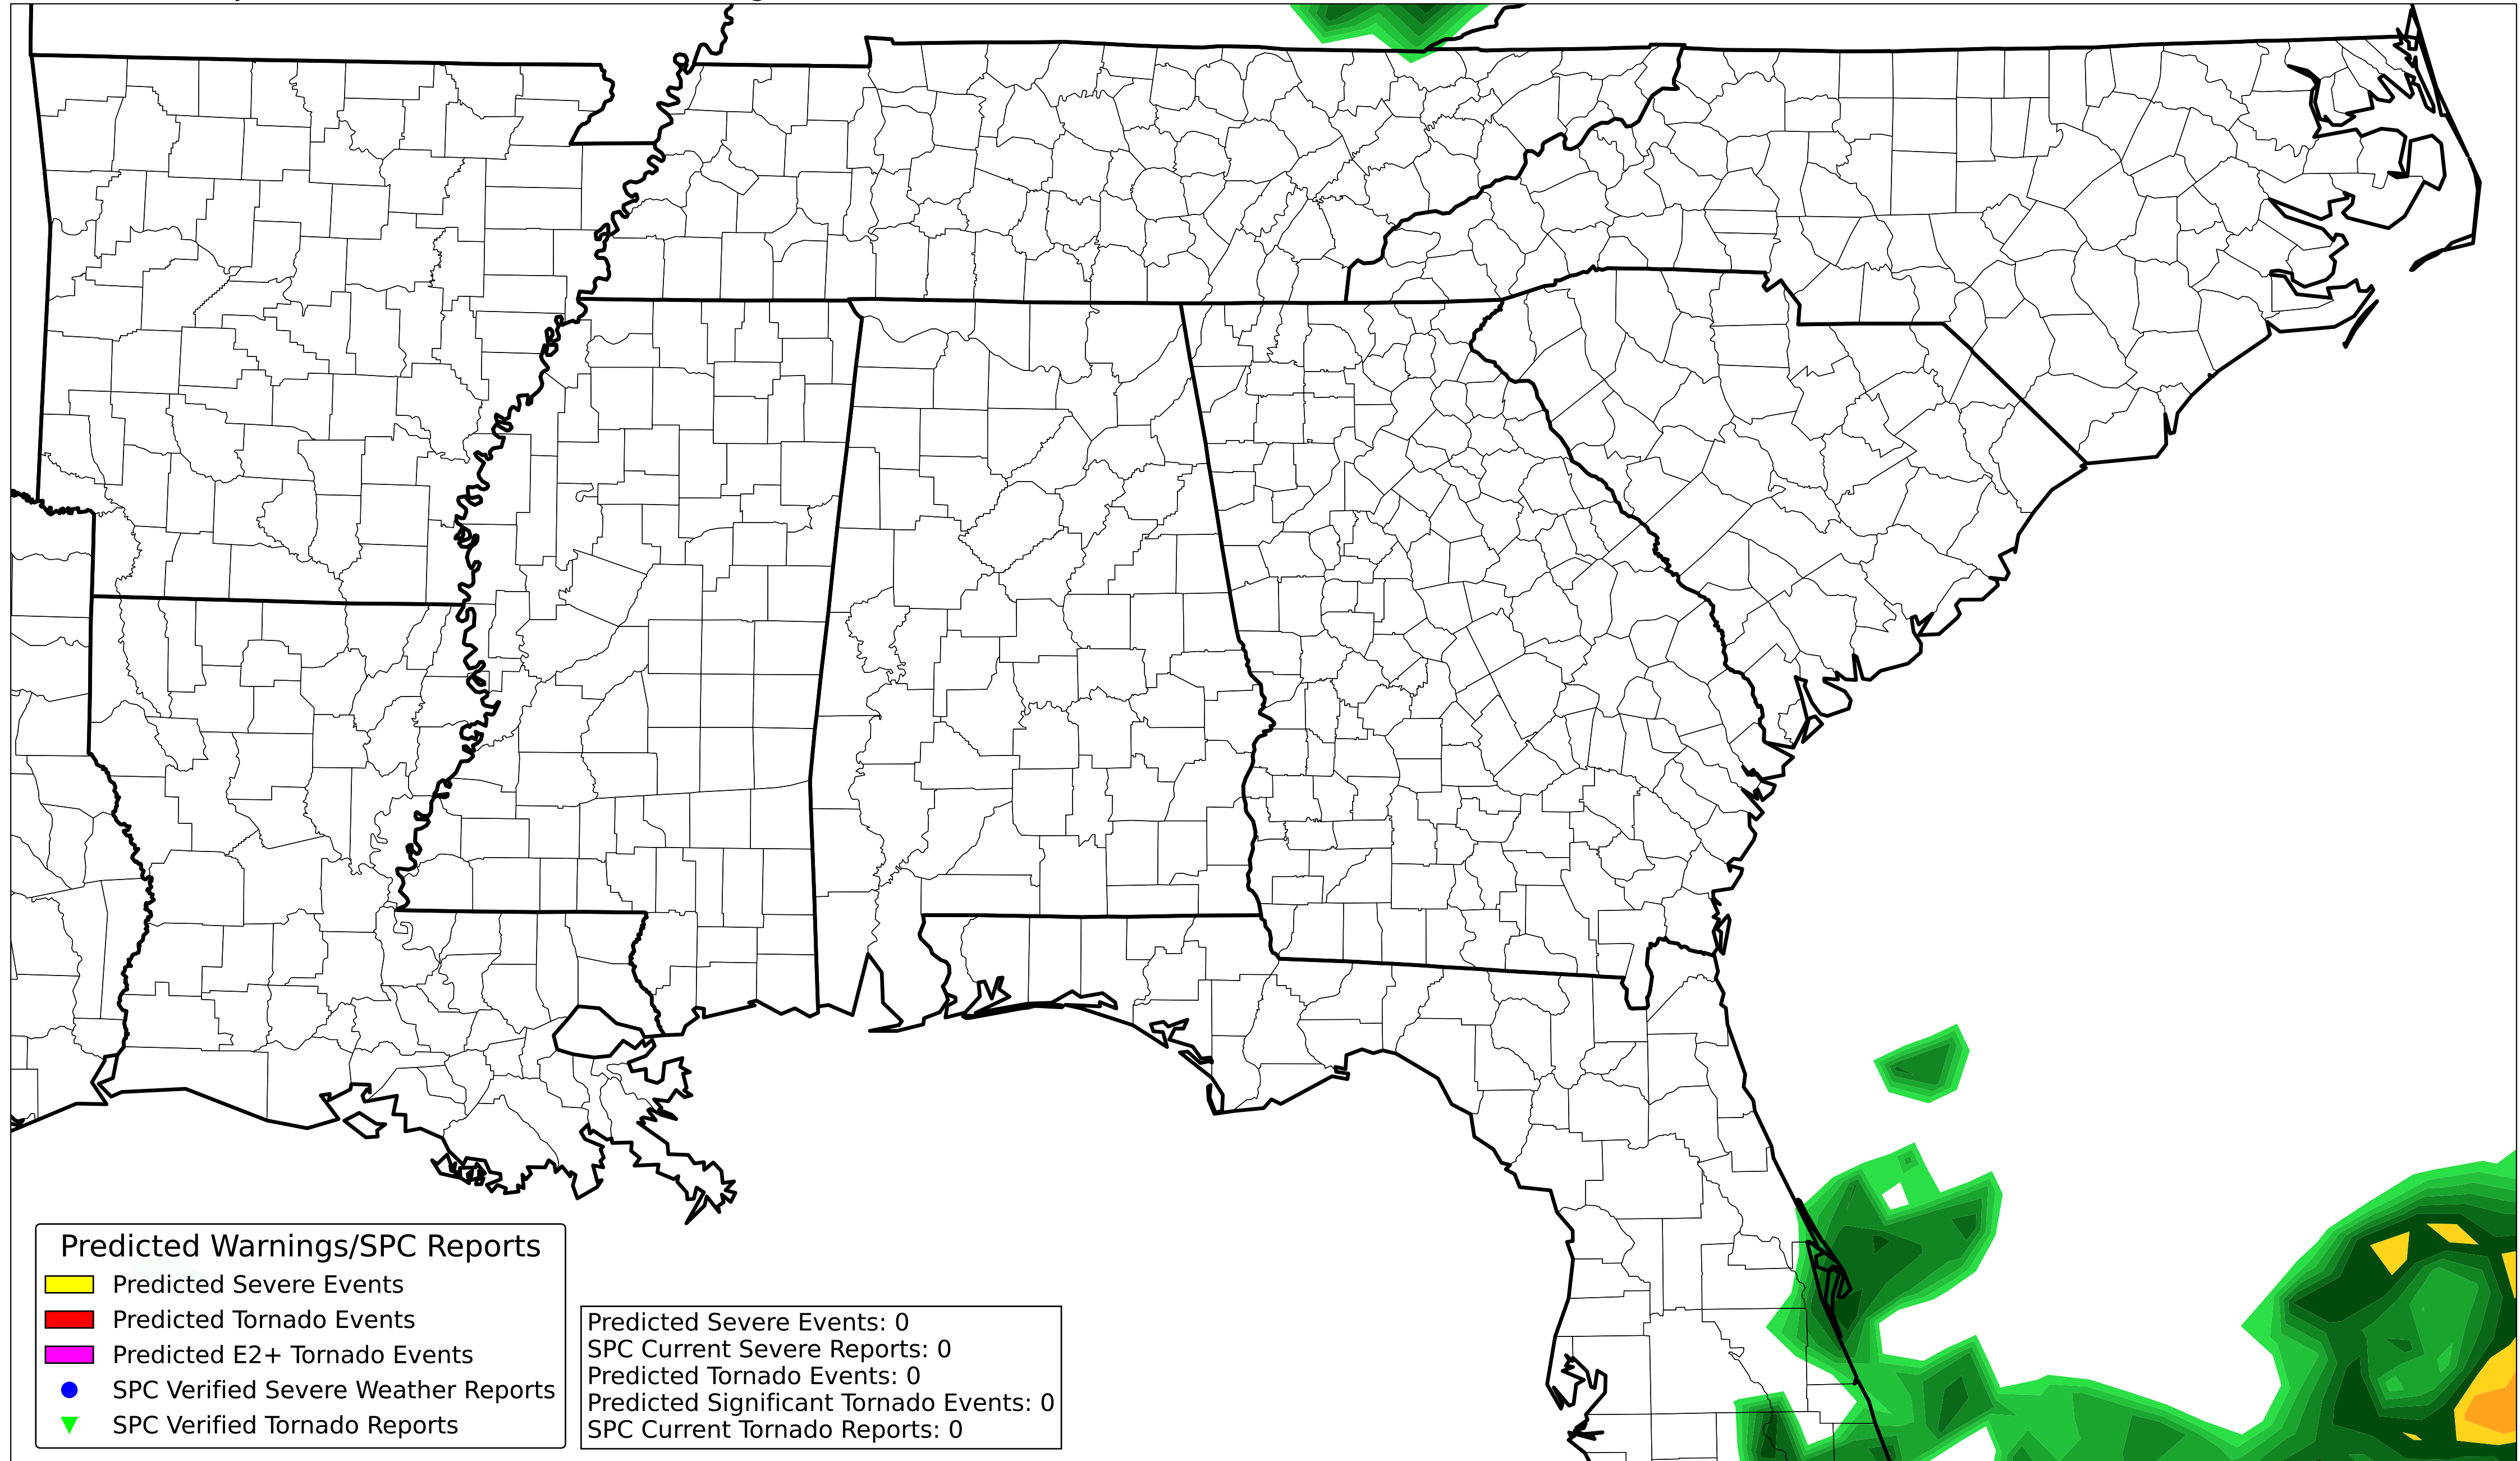 Predicted Warnings/SPC Reports
Predicted Severe Events
Predicted Tornado Events
Predicted E2+ Tornado Events
SPC Verified Severe Weather Reports
SPC Verified Tornado Reports
Predicted Severe Events: 0
SPC Current Severe Reports: 0
Predicted Tornado Events: 0
Predicted Significant Tornado Events: 0
SPC Current Tornado Reports: 0